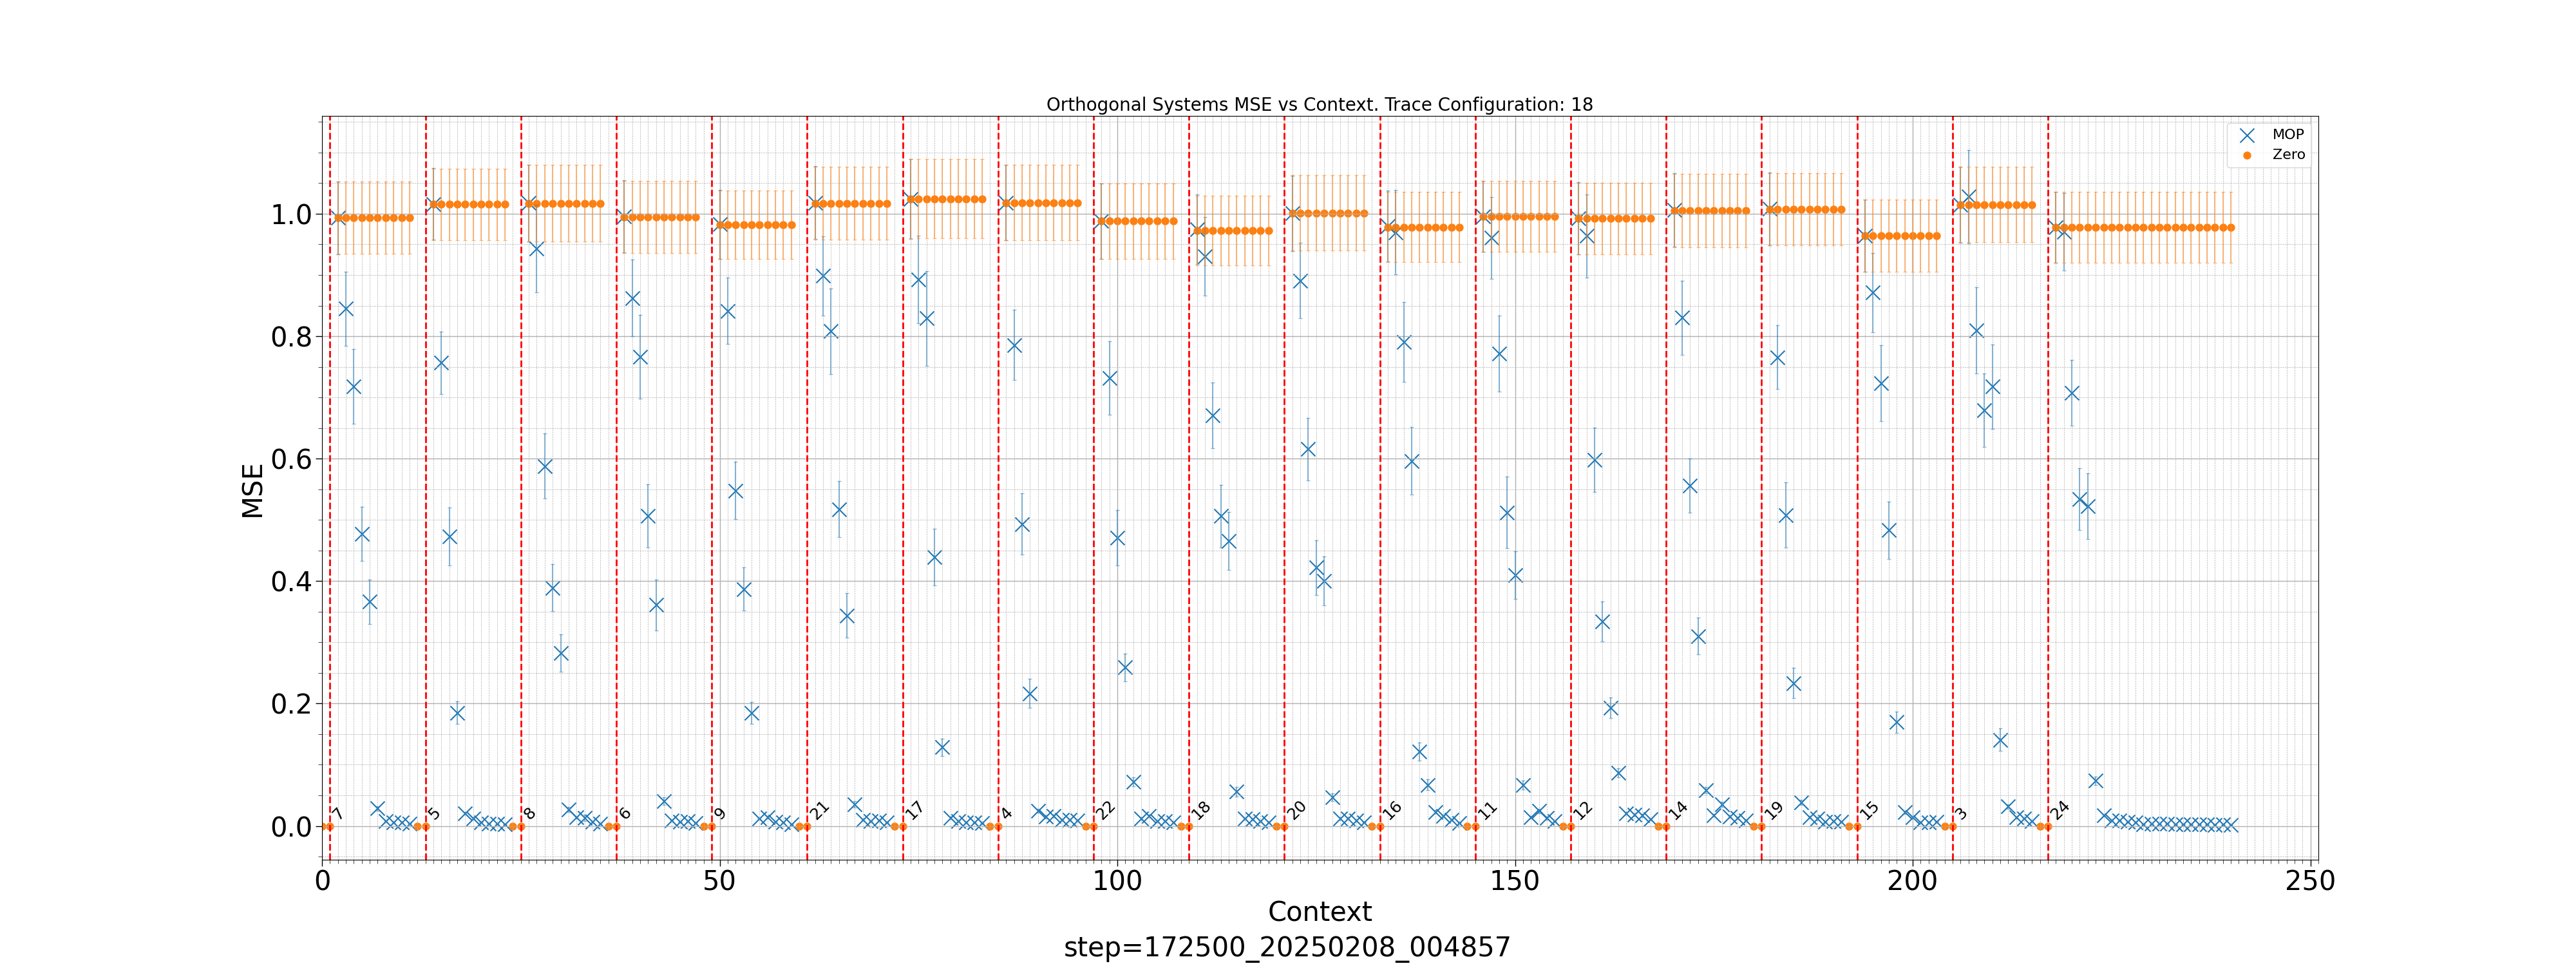 Orthogonal Systems MSE vs Context. Trace Configuration: 18
MOP
Zero
MSE
1.0
0.8
0.6
0.4
0.2
0.0
7 5 8 6 9 21 17 4 22 18 20 16 11 12 14 19 15 3 24
0 50 100 150 200 250
Context
step=172500_20250208_004857